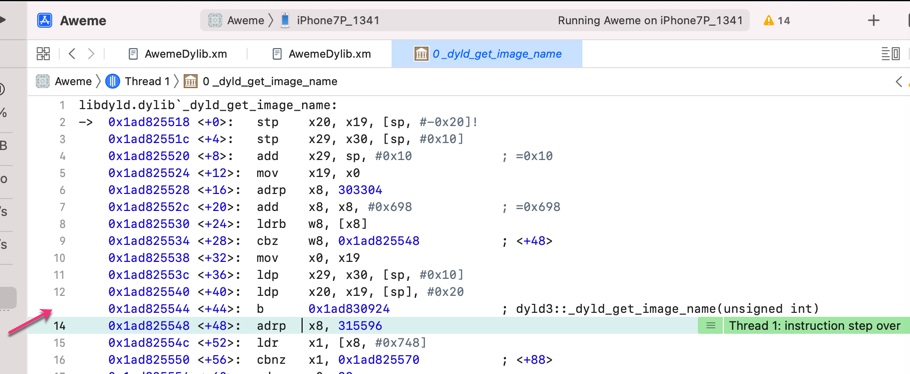 Aweme
Aweme 〉 iPhone7P_1341
Running Aweme on iPhone7P_1341
14
AwemeDylib.xm
AwemeDylib.xm
0 _dyld_get_image_name
Aweme 〉 Thread 1 〉 0 _dyld_get_image_name
1 libdyld.dylib`_dyld_get_image_name:
2 -> 0x1ad825518 <+0>: stp x20, x19, [sp, #-0x20]!
3 0x1ad82551c <+4>: stp x29, x30, [sp, #0x10]
4 0x1ad825520 <+8>: add x29, sp, #0x10 ; =0x10
5 0x1ad825524 <+12>: mov x19, x0
6 0x1ad825528 <+16>: adrp x8, 303304
7 0x1ad82552c <+20>: add x8, x8, #0x698 ; =0x698
8 0x1ad825530 <+24>: ldrb w8, [x8]
9 0x1ad825534 <+28>: cbz w8, 0x1ad825548 ; <+48>
10 0x1ad825538 <+32>: mov x0, x19
11 0x1ad82553c <+36>: ldp x29, x30, [sp, #0x10]
12 0x1ad825540 <+40>: ldp x20, x19, [sp], #0x20
0x1ad825544 <+44>: b 0x1ad830924 ; dyld3::_dyld_get_image_name(unsigned int)
14 0x1ad825548 <+48>: adrp x8, 315596 Thread 1: instruction step over
15 0x1ad82554c <+52>: ldr x1, [x8, #0x748]
16 0x1ad825550 <+56>: cbnz x1, 0x1ad825570 ; <+88>